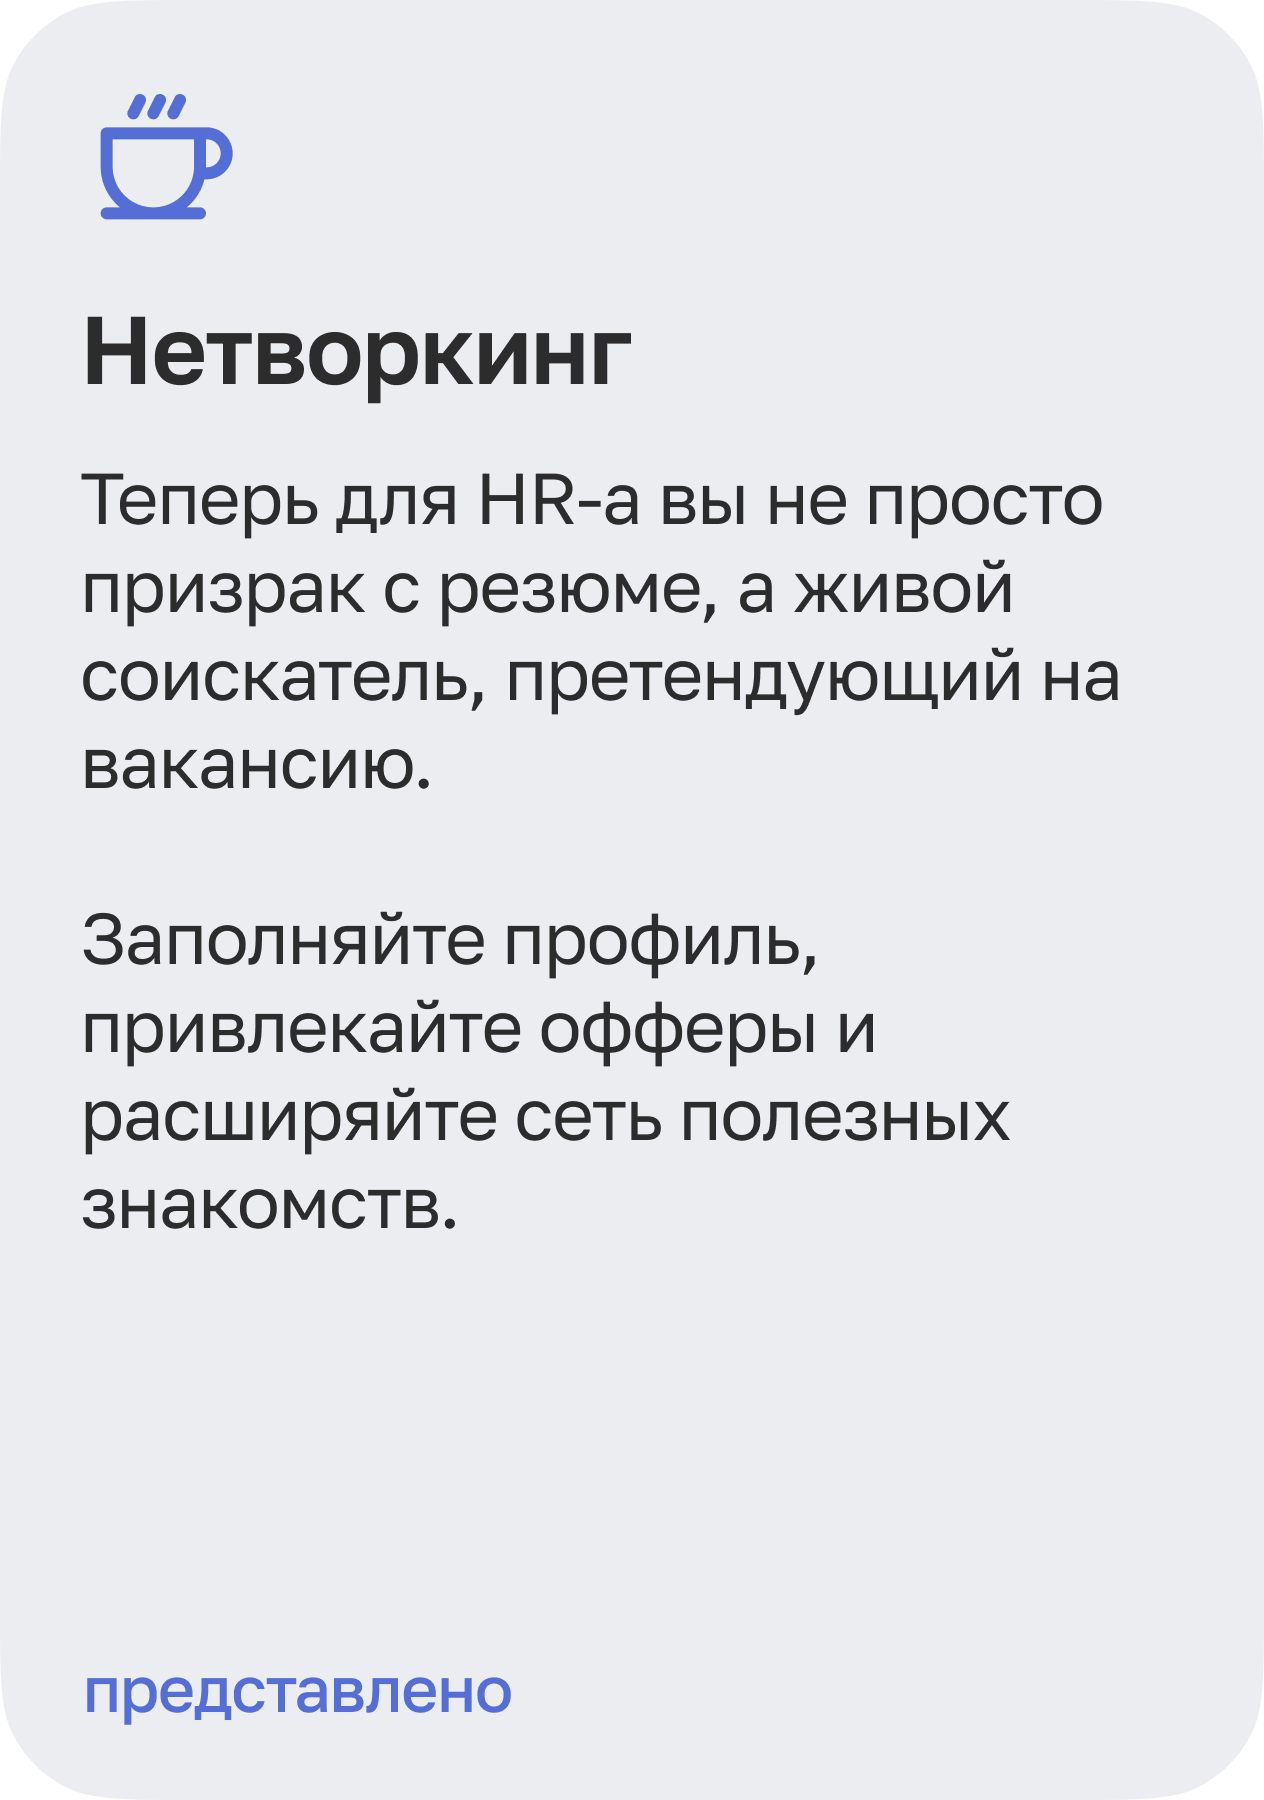 Нетворкинг
Теперь для HR-а вы не просто
призрак с резюме, а живой
соискатель, претендующий на
вакансию.
Заполняйте профиль,
привлекайте офферы и
расширяйте сеть полезных
знакомств.
представлено